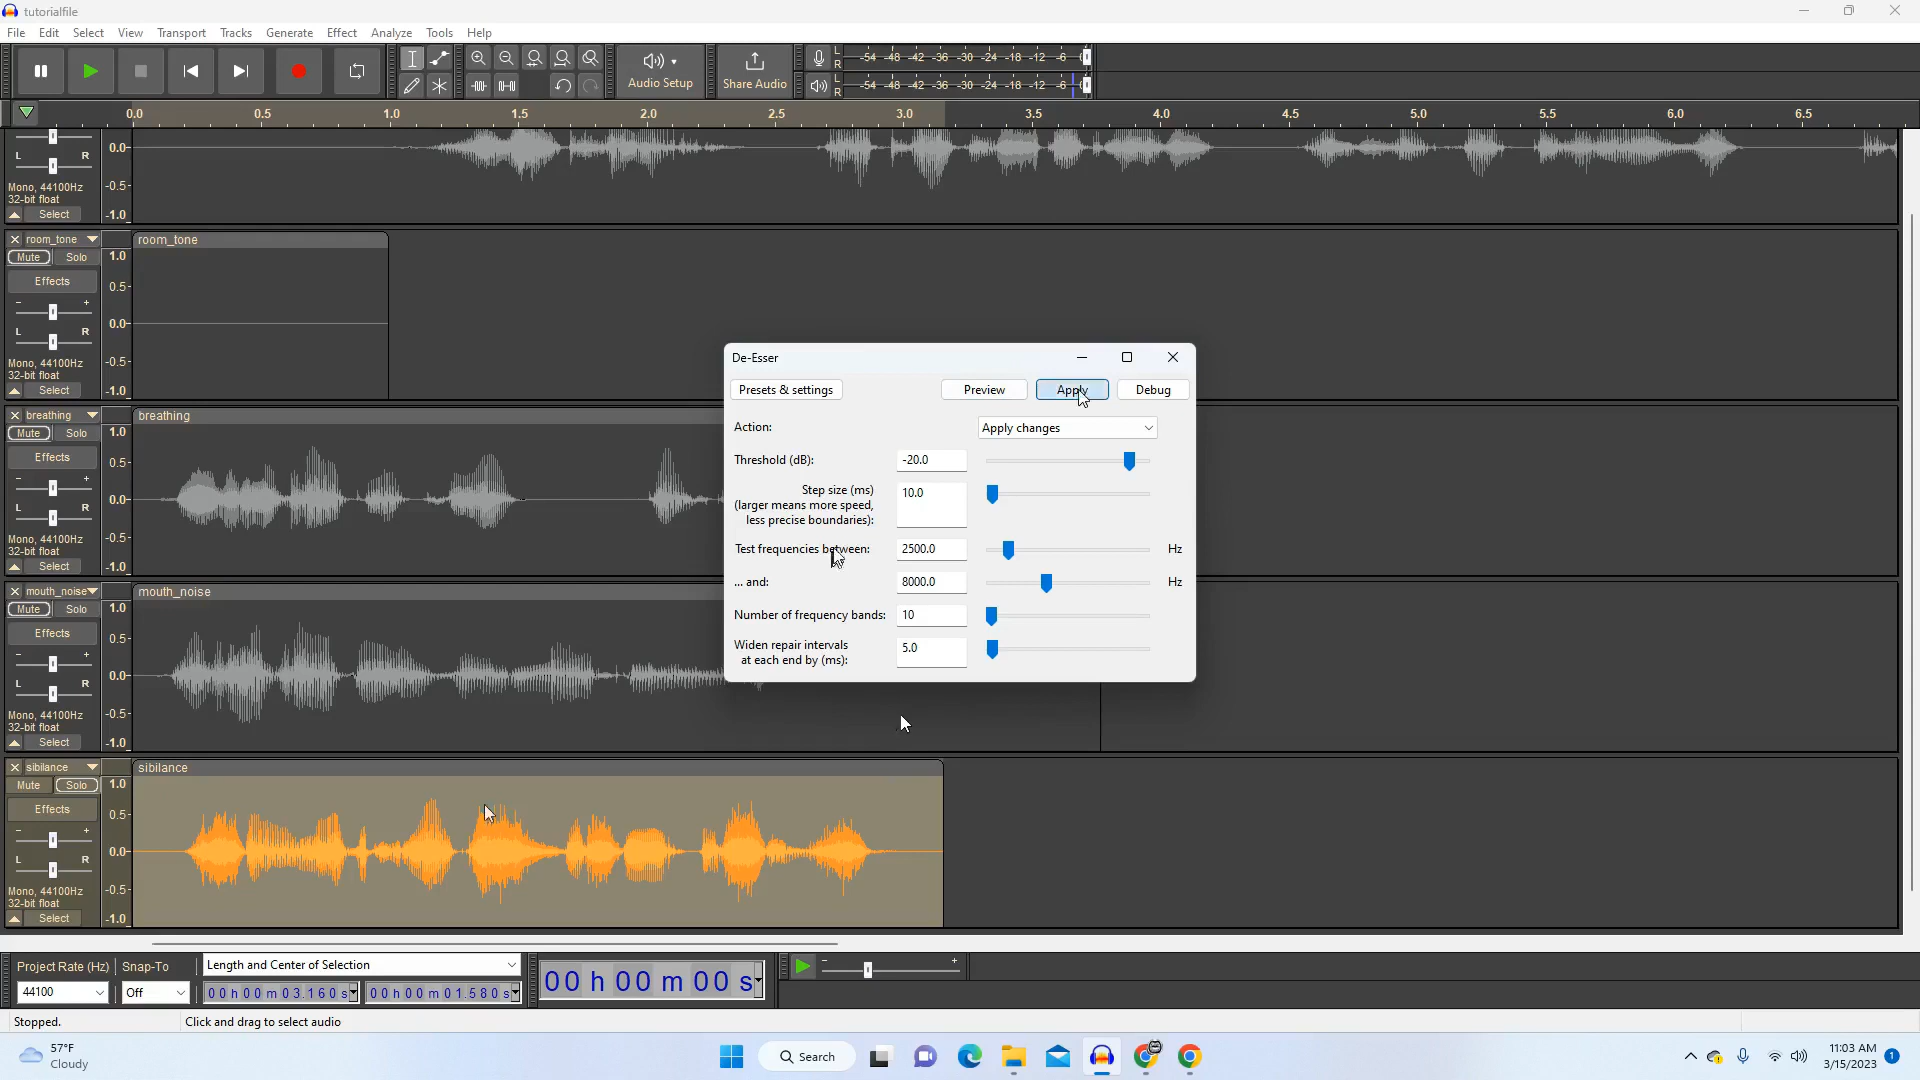 tutorialfile
File Edit Select View Transport Tracks Generate Effect Analyze Tools Help
Audio Setup
Share Audio
L
R
-54 -48 -42 -36 -30 -24 -18 -12 -6 0
L
R
-54 -48 -42 -36 -30 -24 -18 -12 -6 0
0.0 0.5 1.0 1.5 2.0 2.5 3.0 3.5 4.0 4.5 5.0 5.5 6.0 6.5
L R
Mono, 44100Hz
32-bit float
Select
0.0
-0.5
-1.0
room_tone
Mute Solo
Effects
- +
L R
Mono, 44100Hz
32-bit float
Select
1.0
0.5
0.0
-0.5
-1.0
room_tone
breathing
Mute Solo
Effects
- +
L R
Mono, 44100Hz
32-bit float
Select
1.0
0.5
0.0
-0.5
-1.0
breathing
mouth_noise
Mute Solo
Effects
- +
L R
Mono, 44100Hz
32-bit float
Select
1.0
0.5
0.0
-0.5
-1.0
mouth_noise
sibilance
Mute Solo
Effects
- +
L R
Mono, 44100Hz
32-bit float
Select
1.0
0.5
0.0
-0.5
-1.0
sibilance
De-Esser
Presets & settings Preview Apply Debug
Action: Apply changes
Threshold (dB): -20.0
Step size (ms) 10.0
(larger means more speed,
less precise boundaries):
Test frequencies between: 2500.0 Hz
... and: 8000.0 Hz
Number of frequency bands: 10
Widen repair intervals 5.0
at each end by (ms):
Project Rate (Hz) Snap-To Length and Center of Selection
44100 Off 00 h 00 m 03.160 s 00 h 00 m 01.580 s
00 h 00 m 00 s
- +
Stopped. Click and drag to select audio
57°F
Cloudy
Search
11:03 AM
3/15/2023
1